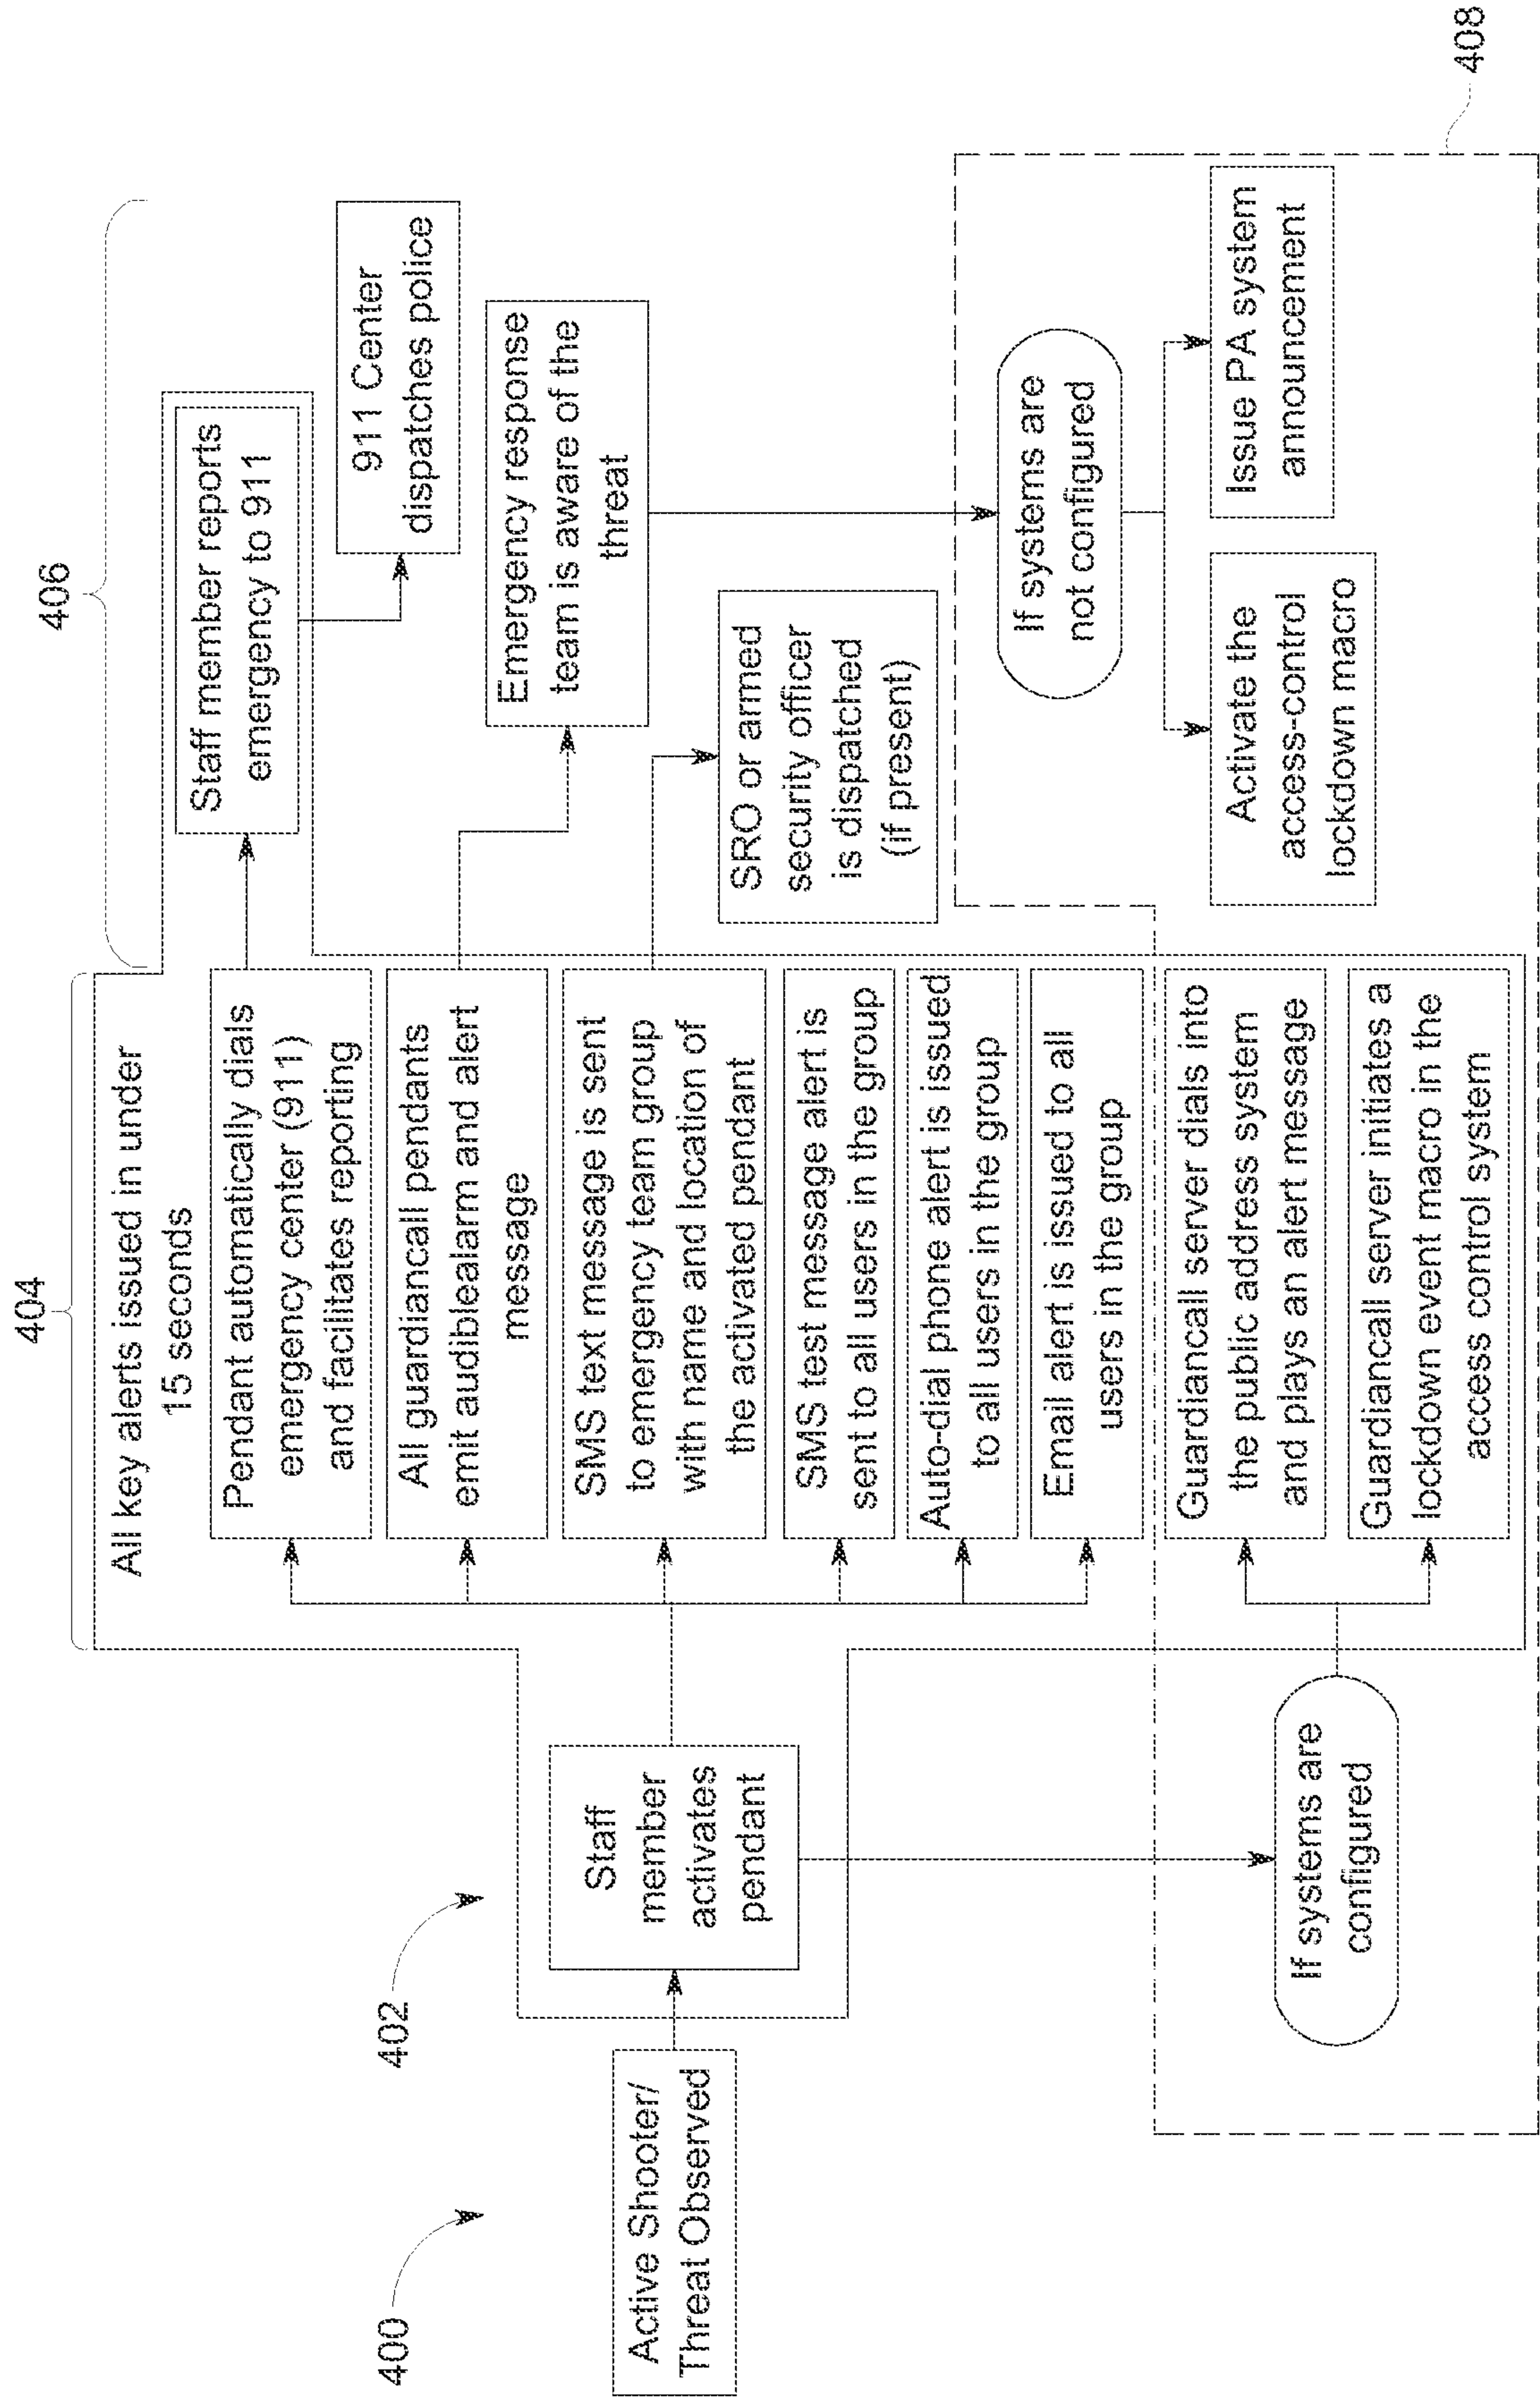 400
Active Shooter/
Threat Observed
402
Staff
member
activates
pendant
If systems are
configured
404
All key alerts issued in under
15 seconds
Pendant automatically dials
emergency center (911)
and facilitates reporting
All guardiancall pendants
emit audiblealarm and alert
message
SMS text message is sent
to emergency team group
with name and location of
the activated pendant
SMS test message alert is
sent to all users in the group
Auto-dial phone alert is issued
to all users in the group
Email alert is issued to all
users in the group
Guardiancall server dials into
the public address system
and plays an alert message
Guardiancall server initiates a
lockdown event macro in the
access control system
406
Staff member reports
emergency to 911
911 Center
dispatches police
Emergency response
team is aware of the
threat
SRO or armed
security officer
is dispatched
(if present)
If systems are
not configured
Activate the
access-control
lockdown macro
Issue PA system
announcement
408